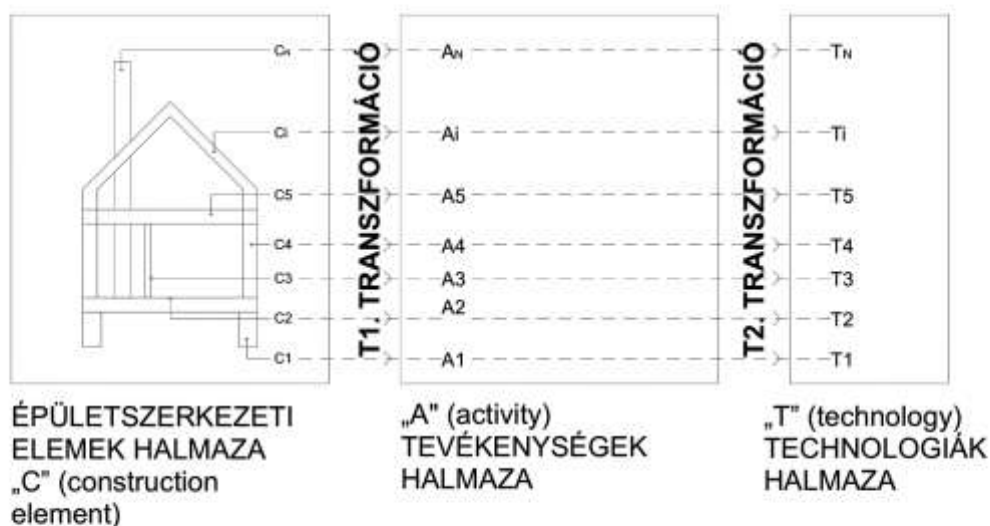 CN
Ci
C5
C4
C3
C2
C1
T1. TRANSZFORMÁCIÓ
AN
Ai
A5
A4
A3
A2
A1
T2. TRANSZFORMÁCIÓ
TN
Ti
T5
T4
T3
T2
T1
ÉPÜLETSZERKEZETI
ELEMEK HALMAZA
„C" (construction
element)
„A" (activity)
TEVÉKENYSÉGEK
HALMAZA
„T" (technology)
TECHNOLOGIÁK
HALMAZA